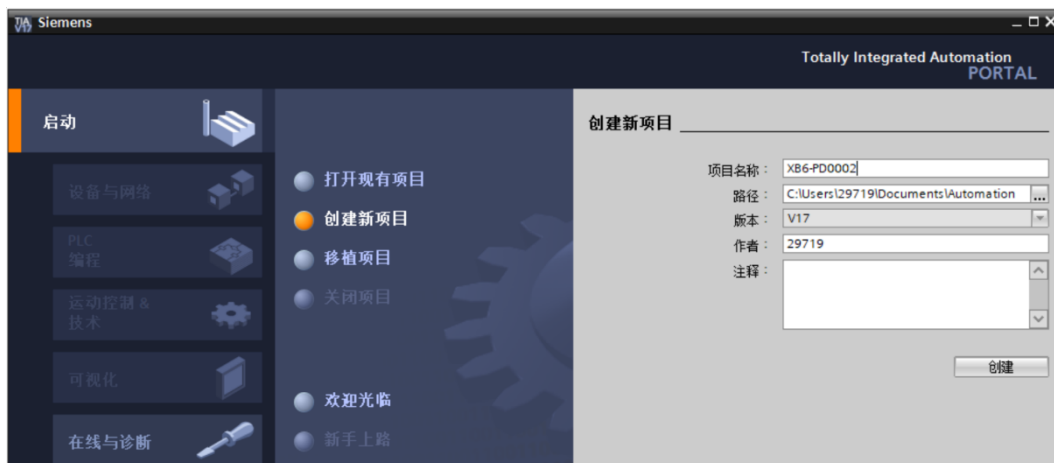 TIA
V17
Siemens
Totally Integrated Automation
PORTAL
启动
设备与网络
PLC
编程
运动控制 &
技术
可视化
在线与诊断
打开现有项目
创建新项目
移植项目
关闭项目
欢迎光临
新手上路
创建新项目
项目名称： XB6-PD0002
路径： C:\Users\29719\Documents\Automation ...
版本： V17
作者： 29719
注释：
创建